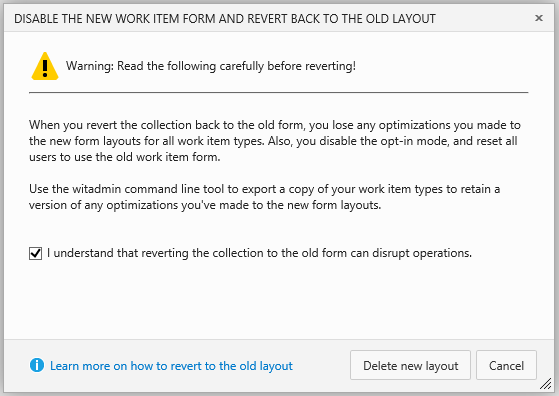 DISABLE THE NEW WORK ITEM FORM AND REVERT BACK TO THE OLD LAYOUT
Warning: Read the following carefully before reverting!
When you revert the collection back to the old form, you lose any optimizations you made to
the new form layouts for all work item types. Also, you disable the opt-in mode, and reset all
users to use the old work item form.
Use the witadmin command line tool to export a copy of your work item types to retain a
version of any optimizations you've made to the new form layouts.
I understand that reverting the collection to the old form can disrupt operations.
Learn more on how to revert to the old layout
Delete new layout
Cancel